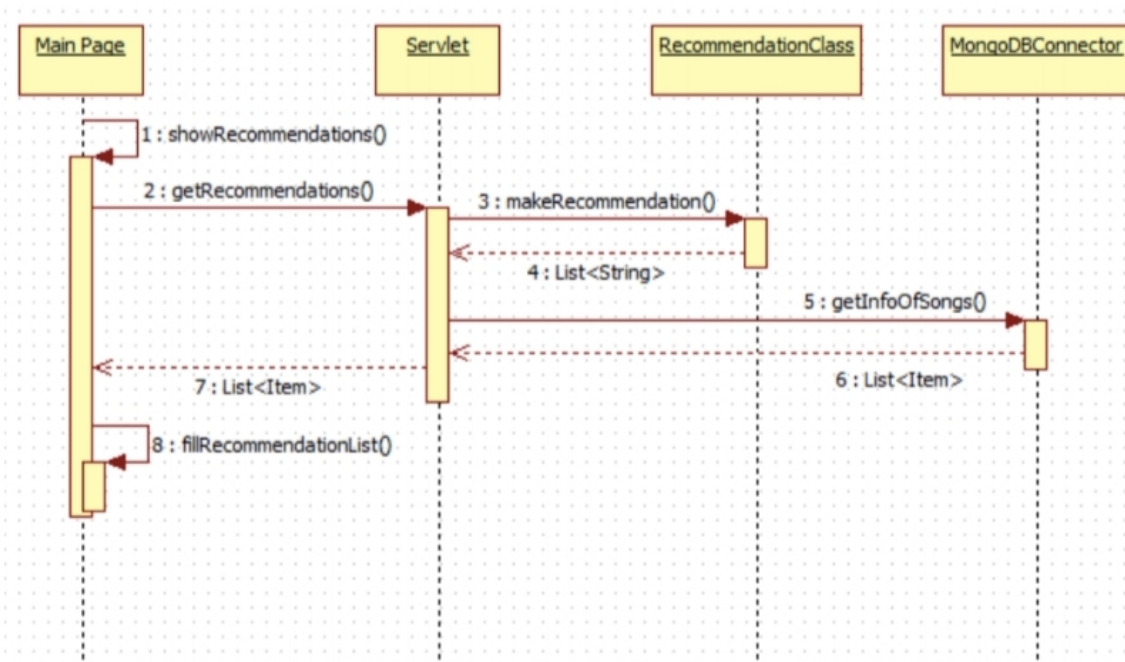 Main Page
Servlet
RecommendationClass
MongoDBConnector
1 : showRecommendations()
2 : getRecommendations()
3 : makeRecommendation()
4 : List<String>
5 : getInfoOfSongs()
6 : List<Item>
7 : List<Item>
8 : fillRecommendationList()